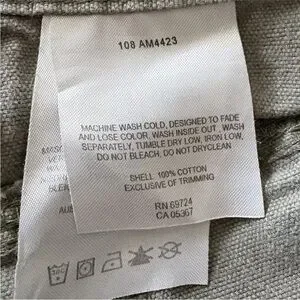 108 AM4423
MACHINE WASH COLD, DESIGNED TO FADE
AND LOSE COLOR, WASH INSIDE OUT, WASH
SEPARATELY, TUMBLE DRY LOW, IRON LOW,
DO NOT BLEACH, DO NOT DRYCLEAN
SHELL 100% COTTON
EXCLUSIVE OF TRIMMING
RN 69724
CA 05367